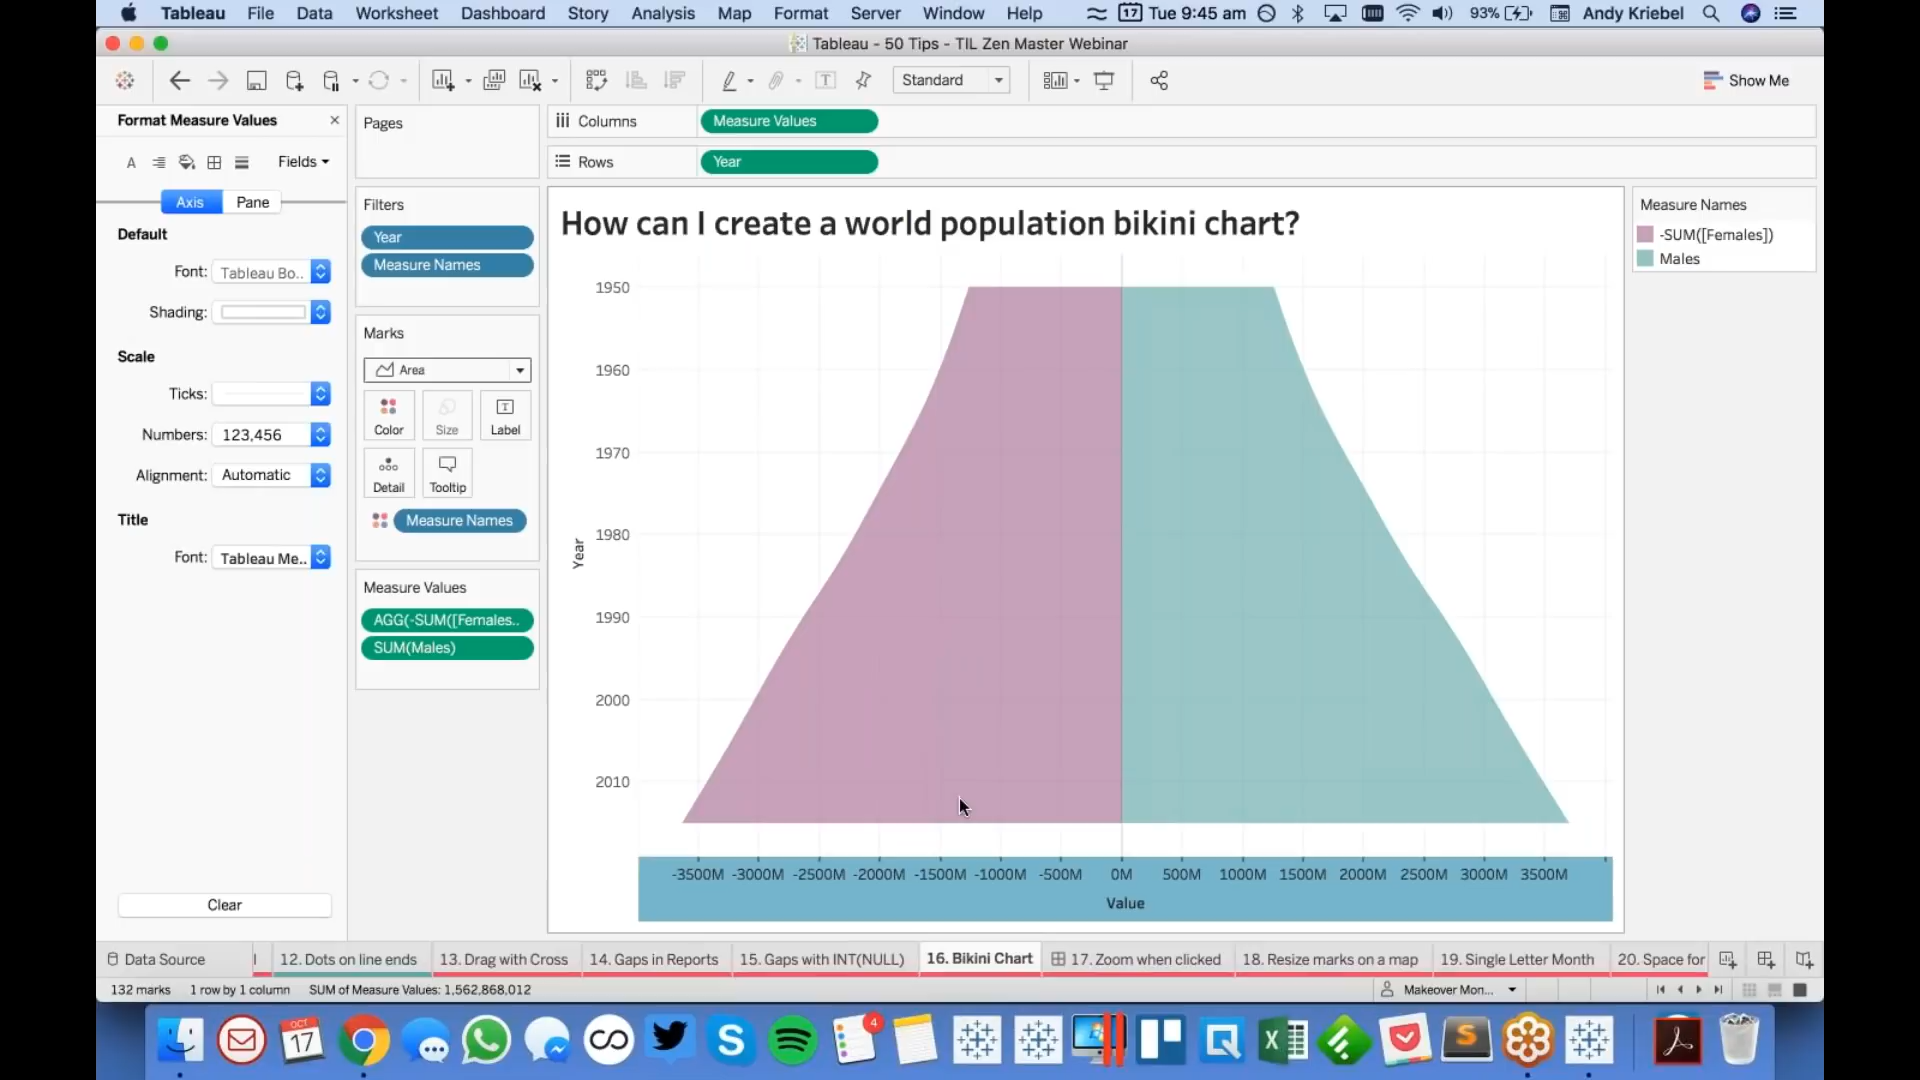 Tableau File Data Worksheet Dashboard Story Analysis Map Format Server Window Help 17 Tue 9:45 am 93% Andy Kriebel
Tableau - 50 Tips - TIL Zen Master Webinar
Standard
Show Me
Format Measure Values
Fields
Axis Pane
Default
Font: Tableau Bo..
Shading:
Scale
Ticks:
Numbers: 123,456
Alignment: Automatic
Title
Font: Tableau Me..
Clear
Pages
Filters
Year
Measure Names
Marks
Area
Color Size Label
Detail Tooltip
Measure Names
Measure Values
AGG(-SUM([Females..
SUM(Males)
Columns Measure Values
Rows Year
How can I create a world population bikini chart?
1950
1960
1970
1980
1990
2000
2010
Year
-3500M -3000M -2500M -2000M -1500M -1000M -500M 0M 500M 1000M 1500M 2000M 2500M 3000M 3500M
Value
Measure Names
-SUM([Females])
Males
Data Source 12. Dots on line ends 13. Drag with Cross 14. Gaps in Reports 15. Gaps with INT(NULL) 16. Bikini Chart 17. Zoom when clicked 18. Resize marks on a map 19. Single Letter Month 20. Space for
132 marks 1 row by 1 column SUM of Measure Values: 1,562,868,012 Makeover Mon...
OCT
17
4